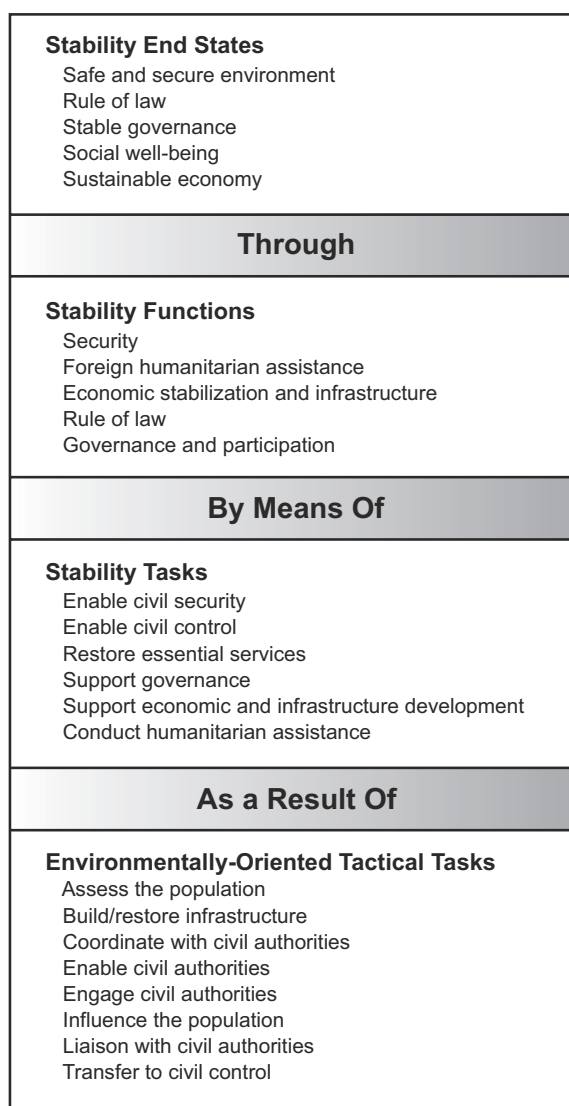 Stability End States
Safe and secure environment
Rule of law
Stable governance
Social well-being
Sustainable economy
Through
Stability Functions
Security
Foreign humanitarian assistance
Economic stabilization and infrastructure
Rule of law
Governance and participation
By Means Of
Stability Tasks
Enable civil security
Enable civil control
Restore essential services
Support governance
Support economic and infrastructure development
Conduct humanitarian assistance
As a Result Of
Environmentally-Oriented Tactical Tasks
Assess the population
Build/restore infrastructure
Coordinate with civil authorities
Enable civil authorities
Engage civil authorities
Influence the population
Liaison with civil authorities
Transfer to civil control